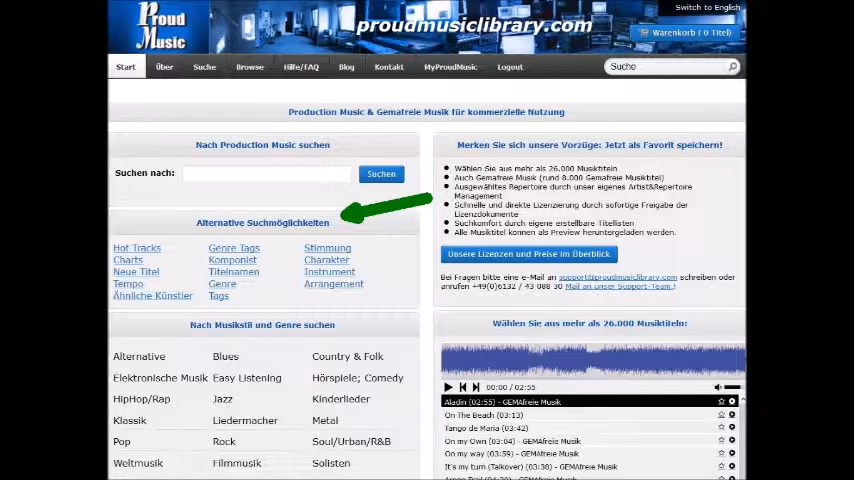 Proud
Music
proudmusiclibrary.com
Switch to English
Warenkorb ( 0 Titel)
Start Über Suche Browse Hilfe/FAQ Blog Kontakt MyProudMusic Logout
Suche
Production Music & Gemafreie Musik für kommerzielle Nutzung
Nach Production Music suchen
Suchen nach: Suchen
Alternative Suchmöglichkeiten
Hot Tracks Genre Tags Stimmung
Charts Komponist Charakter
Neue Titel Titelnamen Instrument
Tempo Genre Arrangement
Ähnliche Künstler Tags
Nach Musikstil und Genre suchen
Alternative Blues Country & Folk
Elektronische Musik Easy Listening Hörspiele; Comedy
HipHop/Rap Jazz Kinderlieder
Klassik Liedermacher Metal
Pop Rock Soul/Urban/R&B
Weltmusik Filmmusik Solisten
Merken Sie sich unsere Vorzüge: Jetzt als Favorit speichern!
Wählen Sie aus mehr als 26.000 Musiktiteln
Auch Gemafreie Musik (rund 8.000 Gemafreie Musiktitel)
Ausgewähltes Repertoire durch unser eigenes Artist&Repertoire
Management
Schnelle und direkte Lizenzierung durch sofortige Freigabe der
Lizenzdokumente
Suchkomfort durch eigene erstellbare Titellisten
Alle Musiktitel können als Preview heruntergeladen werden.
Unsere Lizenzen und Preise im Überblick
Bei Fragen bitte eine e-Mail an support@proudmusiclibrary.com schreiben oder
anrufen +49(0)6132 / 43 088 30 Mail an unser Support-Team.!
Wählen Sie aus mehr als 26.000 Musiktiteln:
00:00 / 02:55
Aladin (02:55) - GEMAfreie Musik
On The Beach (03:13)
Tango de Maria (03:42)
On my Own (03:04) - GEMAfreie Musik
On my way (03:59) - GEMAfreie Musik
It's my turn (Talkover) (03:38) - GEMAfreie Musik